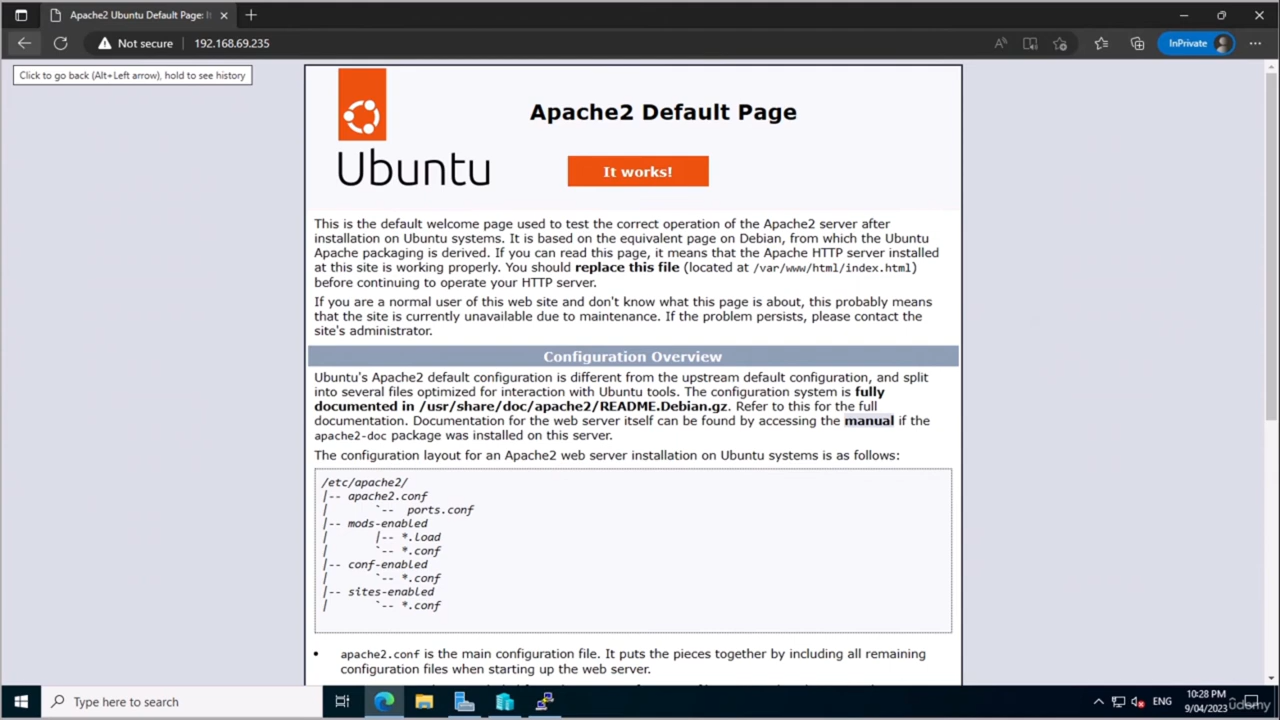 Apache2 Ubuntu Default Page: It
Not secure
192.168.69.235
InPrivate
Click to go back (Alt+Left arrow), hold to see history
Apache2 Default Page
Ubuntu
It works!
This is the default welcome page used to test the correct operation of the Apache2 server after
installation on Ubuntu systems. It is based on the equivalent page on Debian, from which the Ubuntu
Apache packaging is derived. If you can read this page, it means that the Apache HTTP server installed
at this site is working properly. You should replace this file (located at /var/www/html/index.html)
before continuing to operate your HTTP server.
If you are a normal user of this web site and don't know what this page is about, this probably means
that the site is currently unavailable due to maintenance. If the problem persists, please contact the
site's administrator.
Configuration Overview
Ubuntu's Apache2 default configuration is different from the upstream default configuration, and split
into several files optimized for interaction with Ubuntu tools. The configuration system is fully
documented in /usr/share/doc/apache2/README.Debian.gz. Refer to this for the full
documentation. Documentation for the web server itself can be found by accessing the manual if the
apache2-doc package was installed on this server.
The configuration layout for an Apache2 web server installation on Ubuntu systems is as follows:
/etc/apache2/
|-- apache2.conf
|       `--  ports.conf
|-- mods-enabled
|       |-- *.load
|       `-- *.conf
|-- conf-enabled
|       `-- *.conf
|-- sites-enabled
|       `-- *.conf
• apache2.conf is the main configuration file. It puts the pieces together by including all remaining
configuration files when starting up the web server.
Type here to search
ENG
10:28 PM
9/04/2023
udemy